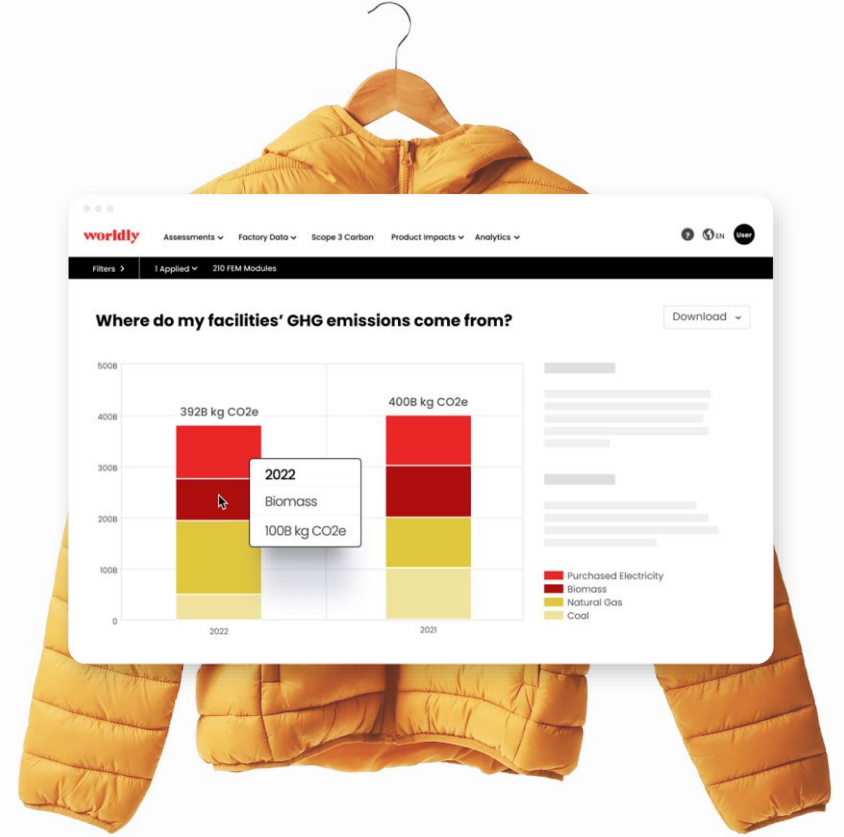 worldly
Assessments Factory Data Scope 3 Carbon Product Impacts Analytics ? EN User
Filters 1 Applied 210 FEM Modules
Where do my facilities’ GHG emissions come from?
Download
500B
400B
300B
200B
100B
0
392B kg CO2e
400B kg CO2e
2022
Biomass
100B kg CO2e
2022
2021
Purchased Electricity
Biomass
Natural Gas
Coal